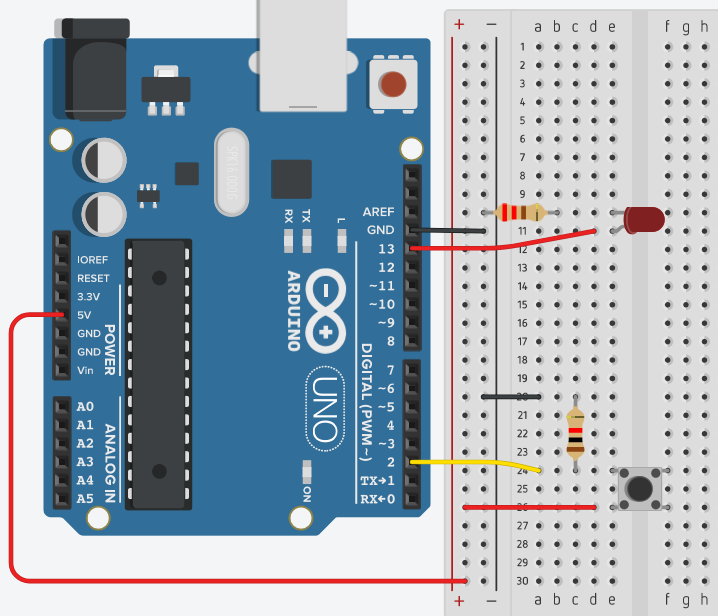 + − a b c d e f g h
1
2
3
4
5
6
7
8
9
11
12
13
14
15
16
17
18
19
20
21
22
23
24
25
26
27
28
29
30
+ − a b c d e f g h
RX TX L
AREF
GND
13
12
~11
~10
~9
8
7
~6
~5
4
~3
2
TX→1
RX←0
DIGITAL (PWM~)
IOREF
RESET
3.3V
5V
GND
GND
Vin
POWER
A0
A1
A2
A3
A4
A5
ANALOG IN
ARDUINO
UNO
ON